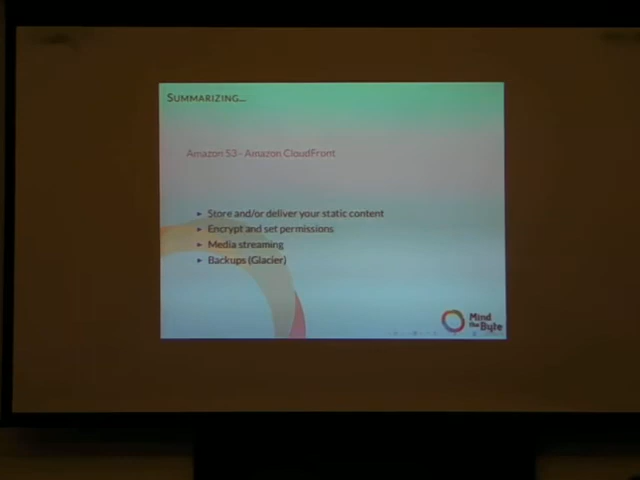 SUMMARIZING...
Amazon S3 - Amazon CloudFront
▸ Store and/or deliver your static content
▸ Encrypt and set permissions
▸ Media streaming
▸ Backups (Glacier)
Mind
the Byte